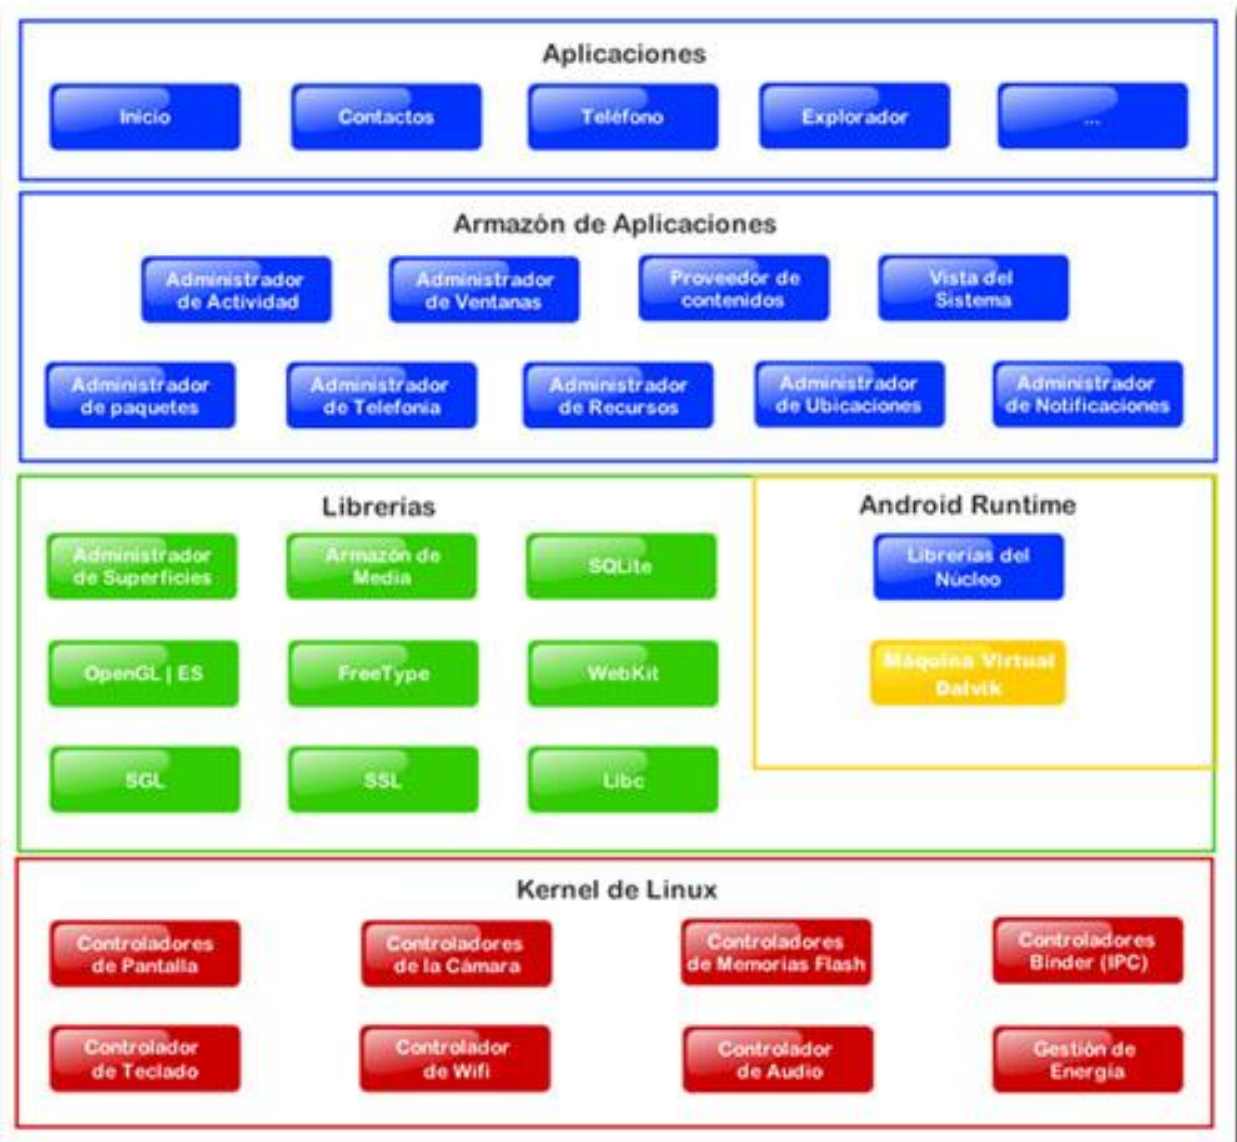 Aplicaciones
Inicio
Contactos
Teléfono
Explorador
...
Armazón de Aplicaciones
Administrador
de Actividad
Administrador
de Ventanas
Proveedor de
contenidos
Vista del
Sistema
Administrador
de paquetes
Administrador
de Telefonía
Administrador
de Recursos
Administrador
de Ubicaciones
Administrador
de Notificaciones
Librerías
Administrador
de Superficies
Armazón de
Media
SQLite
OpenGL | ES
FreeType
WebKit
SGL
SSL
Libc
Android Runtime
Librerías del
Núcleo
Máquina Virtual
Dalvik
Kernel de Linux
Controladores
de Pantalla
Controladores
de la Cámara
Controladores
de Memorias Flash
Controladores
Binder (IPC)
Controlador
de Teclado
Controlador
de Wifi
Controlador
de Audio
Gestión de
Energía